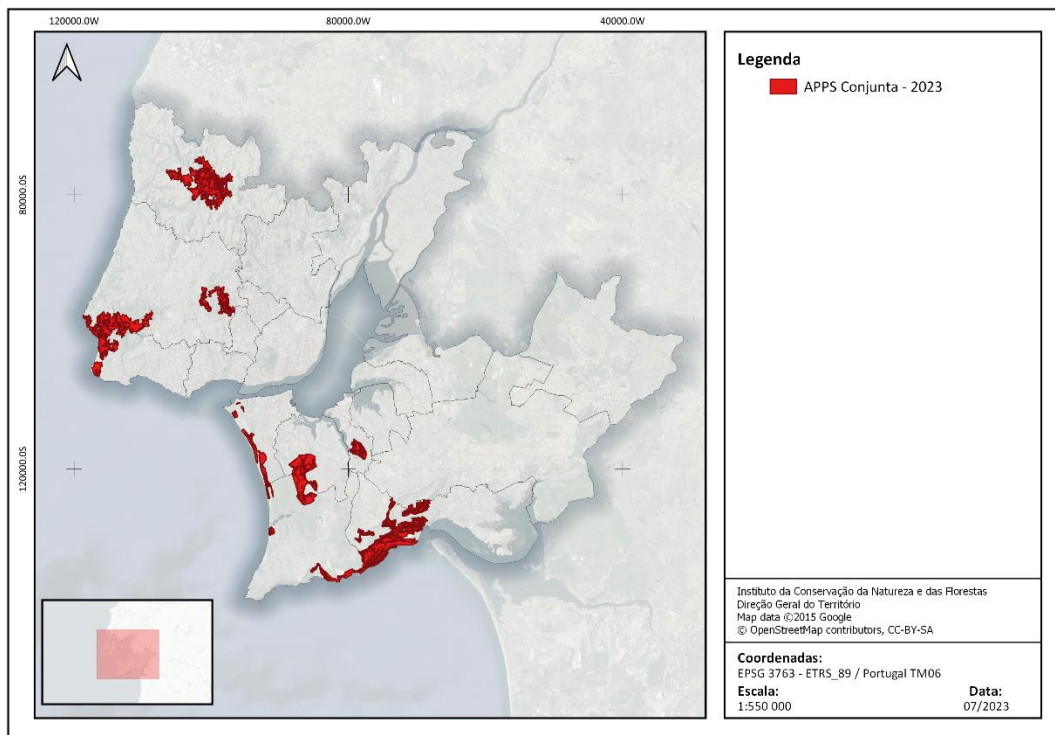 120000.0W 80000.0W 40000.0W
80000.0S
120000.0S
Legenda
APPS Conjunta - 2023
Instituto da Conservação da Natureza e das Florestas
Direção Geral do Território
Map data ©2015 Google
© OpenStreetMap contributors, CC-BY-SA
Coordenadas:
EPSG 3763 - ETRS_89 / Portugal TM06
Escala: Data:
1:550 000 07/2023